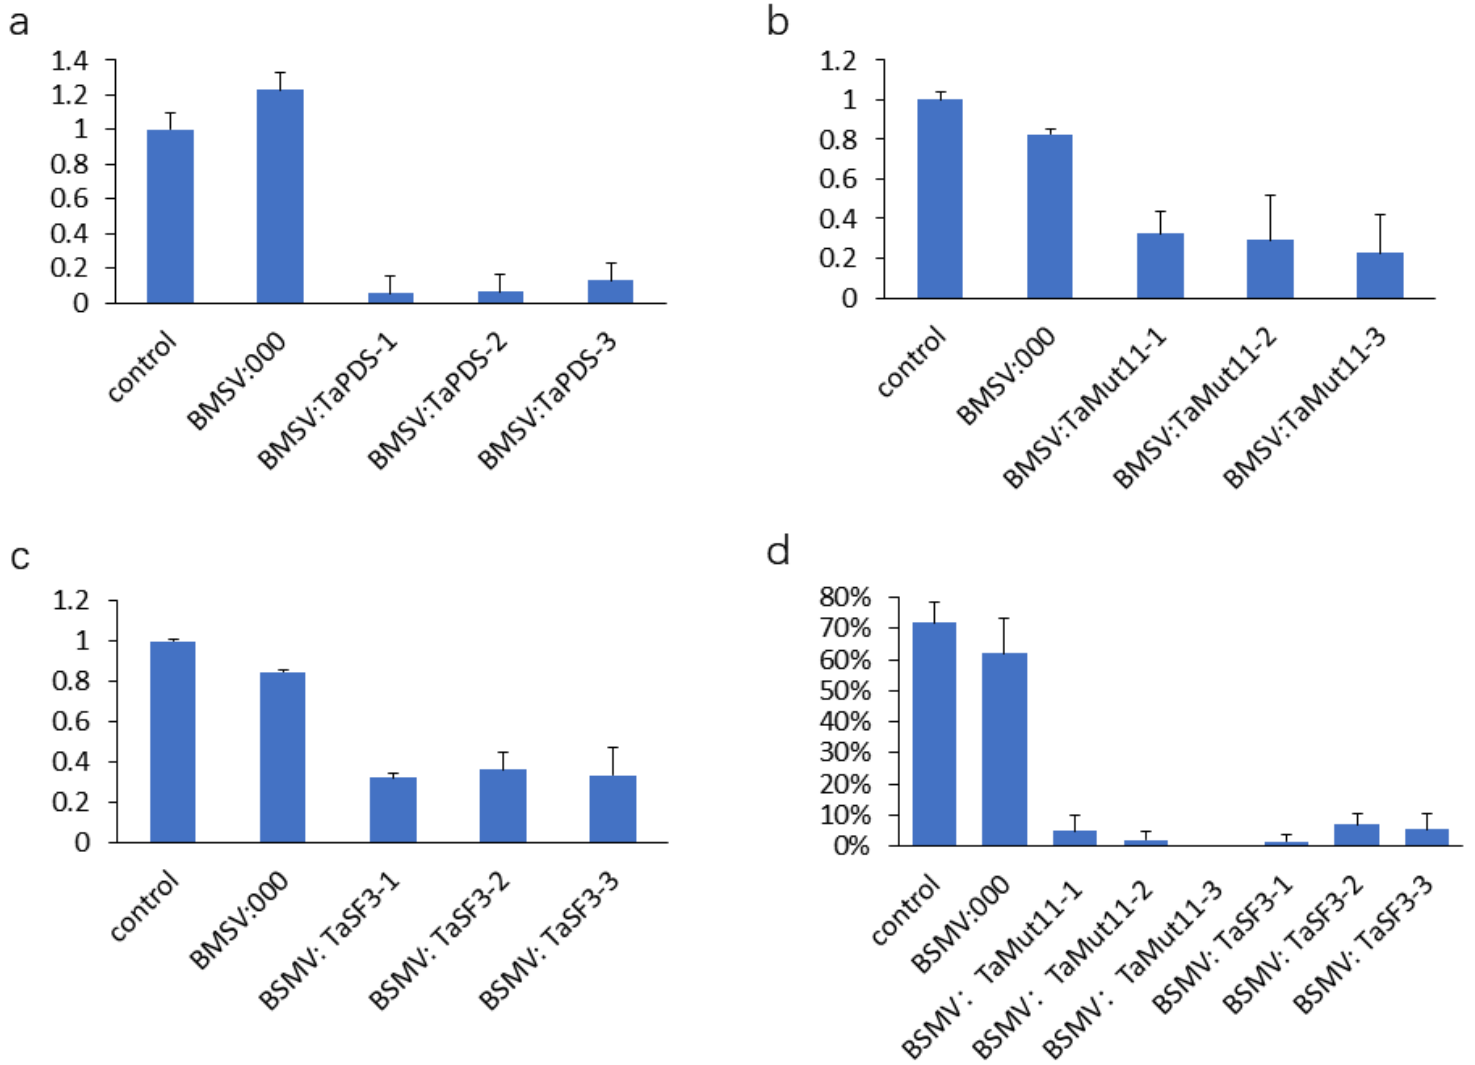 a
1.4
1.2
1
0.8
0.6
0.4
0.2
0
control
BMSV:000
BMSV:TaPDS-1
BMSV:TaPDS-2
BMSV:TaPDS-3
b
1.2
1
0.8
0.6
0.4
0.2
0
control
BMSV:000
BMSV:TaMut11-1
BMSV:TaMut11-2
BMSV:TaMut11-3
c
1.2
1
0.8
0.6
0.4
0.2
0
control
BMSV:000
BSMV: TaSF3-1
BSMV: TaSF3-2
BSMV: TaSF3-3
d
80%
70%
60%
50%
40%
30%
20%
10%
0%
control
BSMV:000
BSMV: TaMut11-1
BSMV: TaMut11-2
BSMV: TaMut11-3
BSMV: TaSF3-1
BSMV: TaSF3-2
BSMV: TaSF3-3